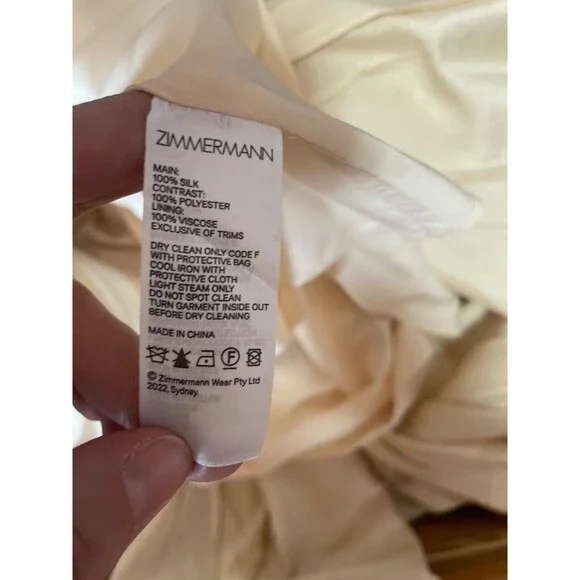 ZIMMERMANN
MAIN:
100% SILK
CONTRAST:
100% POLYESTER
LINING:
100% VISCOSE
EXCLUSIVE OF TRIMS
DRY CLEAN ONLY CODE F
WITH PROTECTIVE BAG
COOL IRON WITH
PROTECTIVE CLOTH
LIGHT STEAM ONLY
DO NOT SPOT CLEAN
TURN GARMENT INSIDE OUT
BEFORE DRY CLEANING
MADE IN CHINA
F
© Zimmermann Wear Pty Ltd
2022, Sydney.